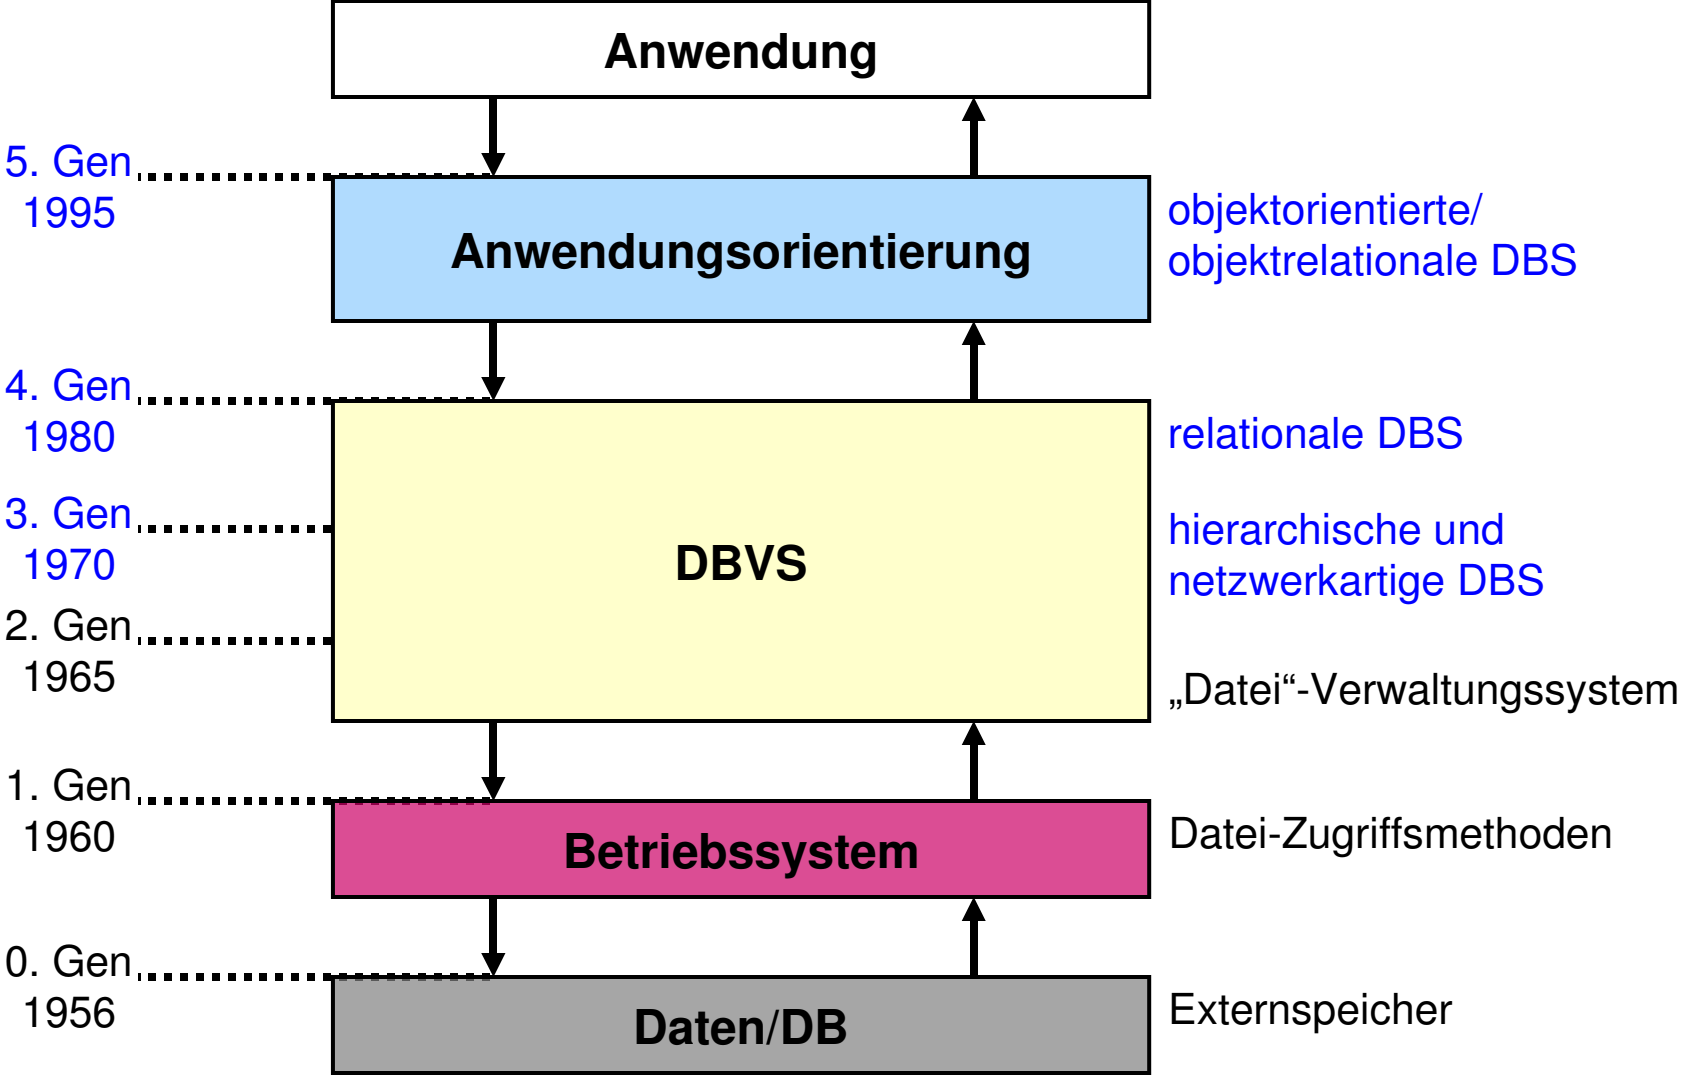 Anwendung
5. Gen
1995
Anwendungsorientierung
objektorientierte/
objektrelationale DBS
4. Gen
1980
relationale DBS
3. Gen
1970
DBVS
hierarchische und
netzwerkartige DBS
2. Gen
1965
„Datei“-Verwaltungssystem
1. Gen
1960
Betriebssystem
Datei-Zugriffsmethoden
0. Gen
1956
Daten/DB
Externspeicher